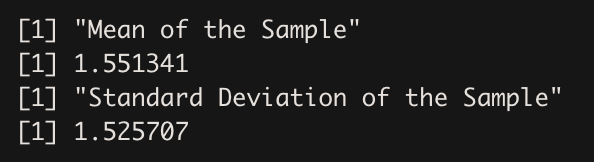 [1] "Mean of the Sample"
[1] 1.551341
[1] "Standard Deviation of the Sample"
[1] 1.525707